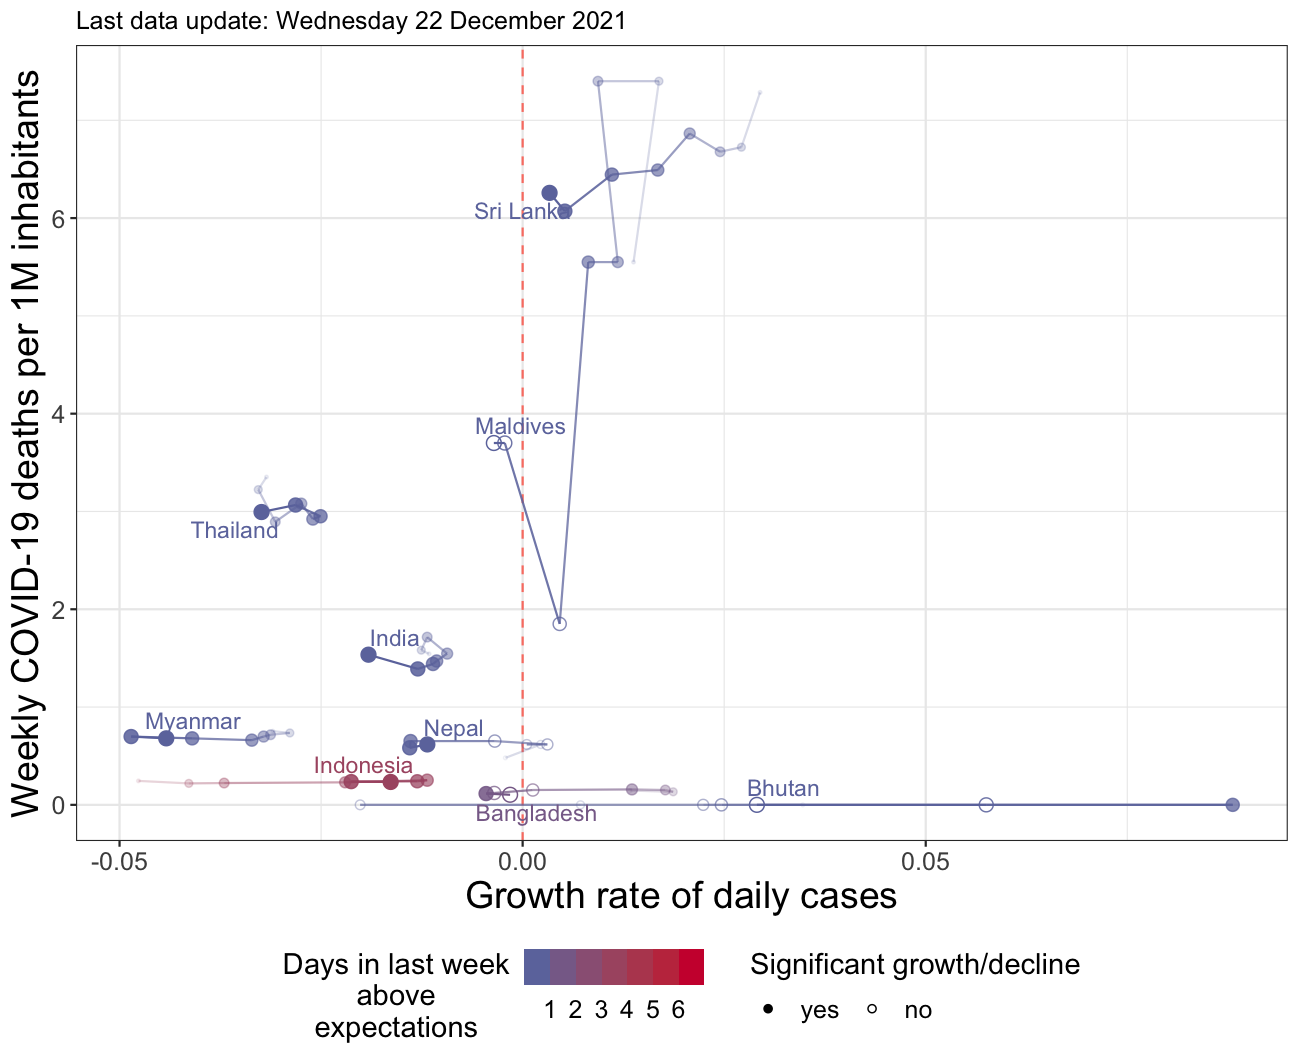 Last data update: Wednesday 22 December 2021
Weekly COVID-19 deaths per 1M inhabitants
6
4
2
0
Sri Lanka
Maldives
Thailand
India
Myanmar
Nepal
Indonesia
Bhutan
Bangladesh
-0.05
0.00
0.05
Growth rate of daily cases
Days in last week
above
expectations
1 2 3 4 5 6
Significant growth/decline
yes no